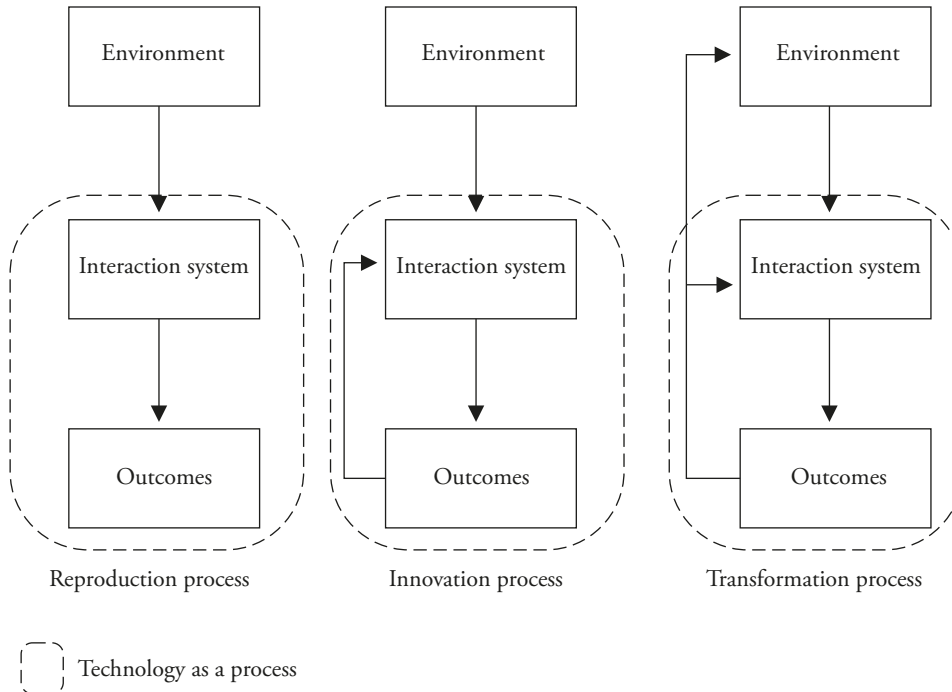 Environment
Environment
Environment
Interaction system
Interaction system
Interaction system
Outcomes
Outcomes
Outcomes
Reproduction process
Innovation process
Transformation process
Technology as a process